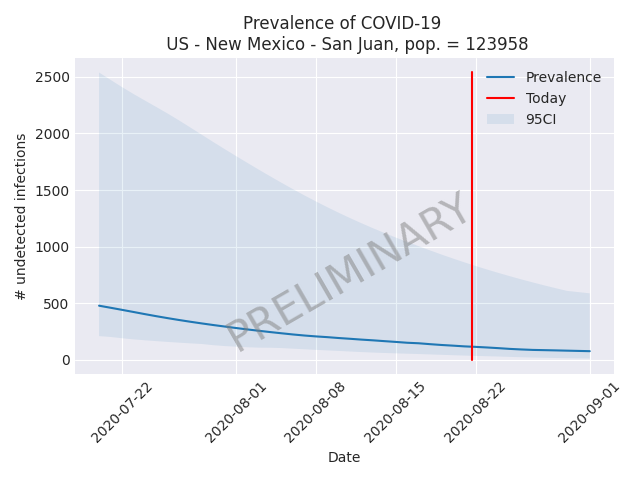 Prevalence of COVID-19
US - New Mexico - San Juan, pop. = 123958
2500
2000
1500
1000
500
0
# undetected infections
Prevalence
Today
95CI
PRELIMINARY
2020-07-22
2020-08-01
2020-08-08
2020-08-15
2020-08-22
2020-09-01
Date